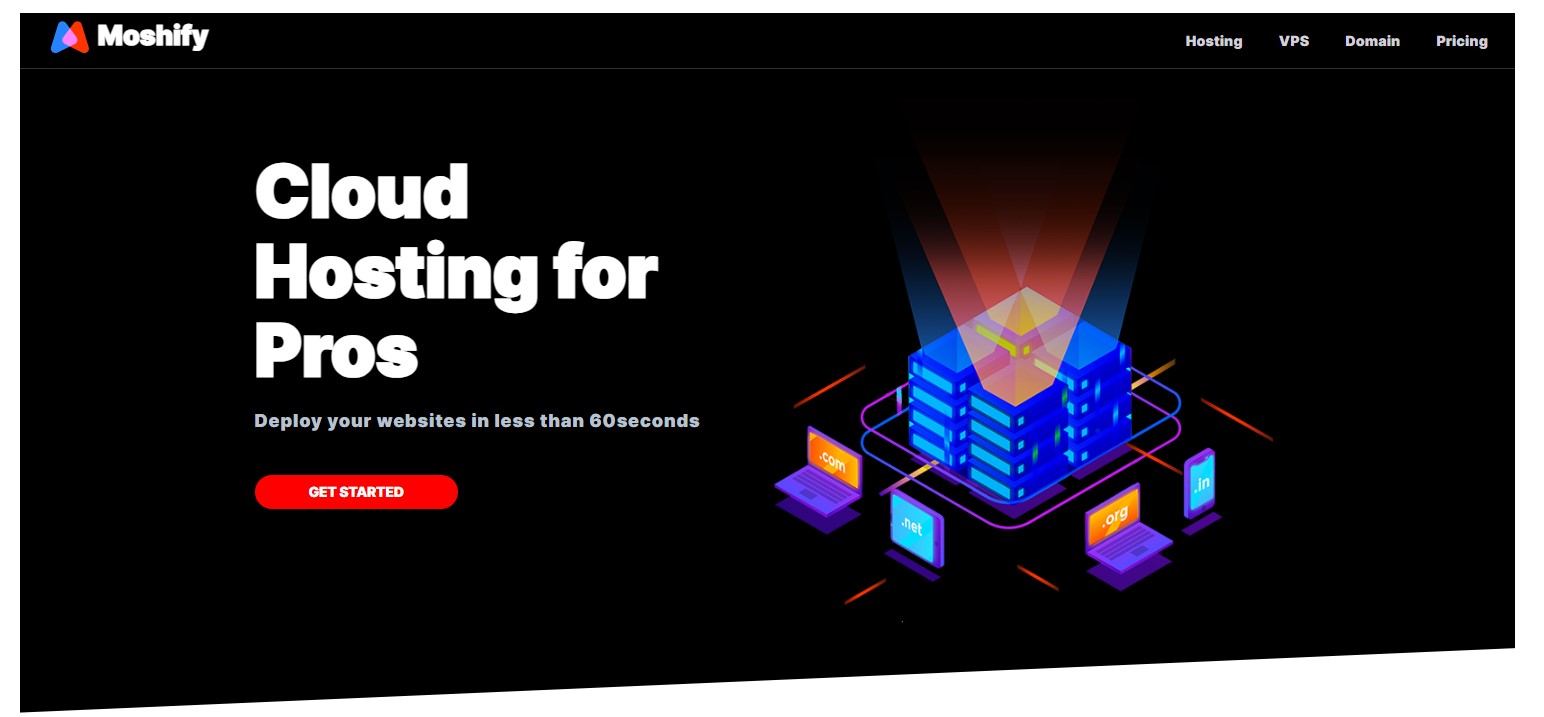 Moshify
Hosting VPS Domain Pricing
Cloud
Hosting for
Pros
Deploy your websites in less than 60seconds
GET STARTED
.com
.net
.org
.in